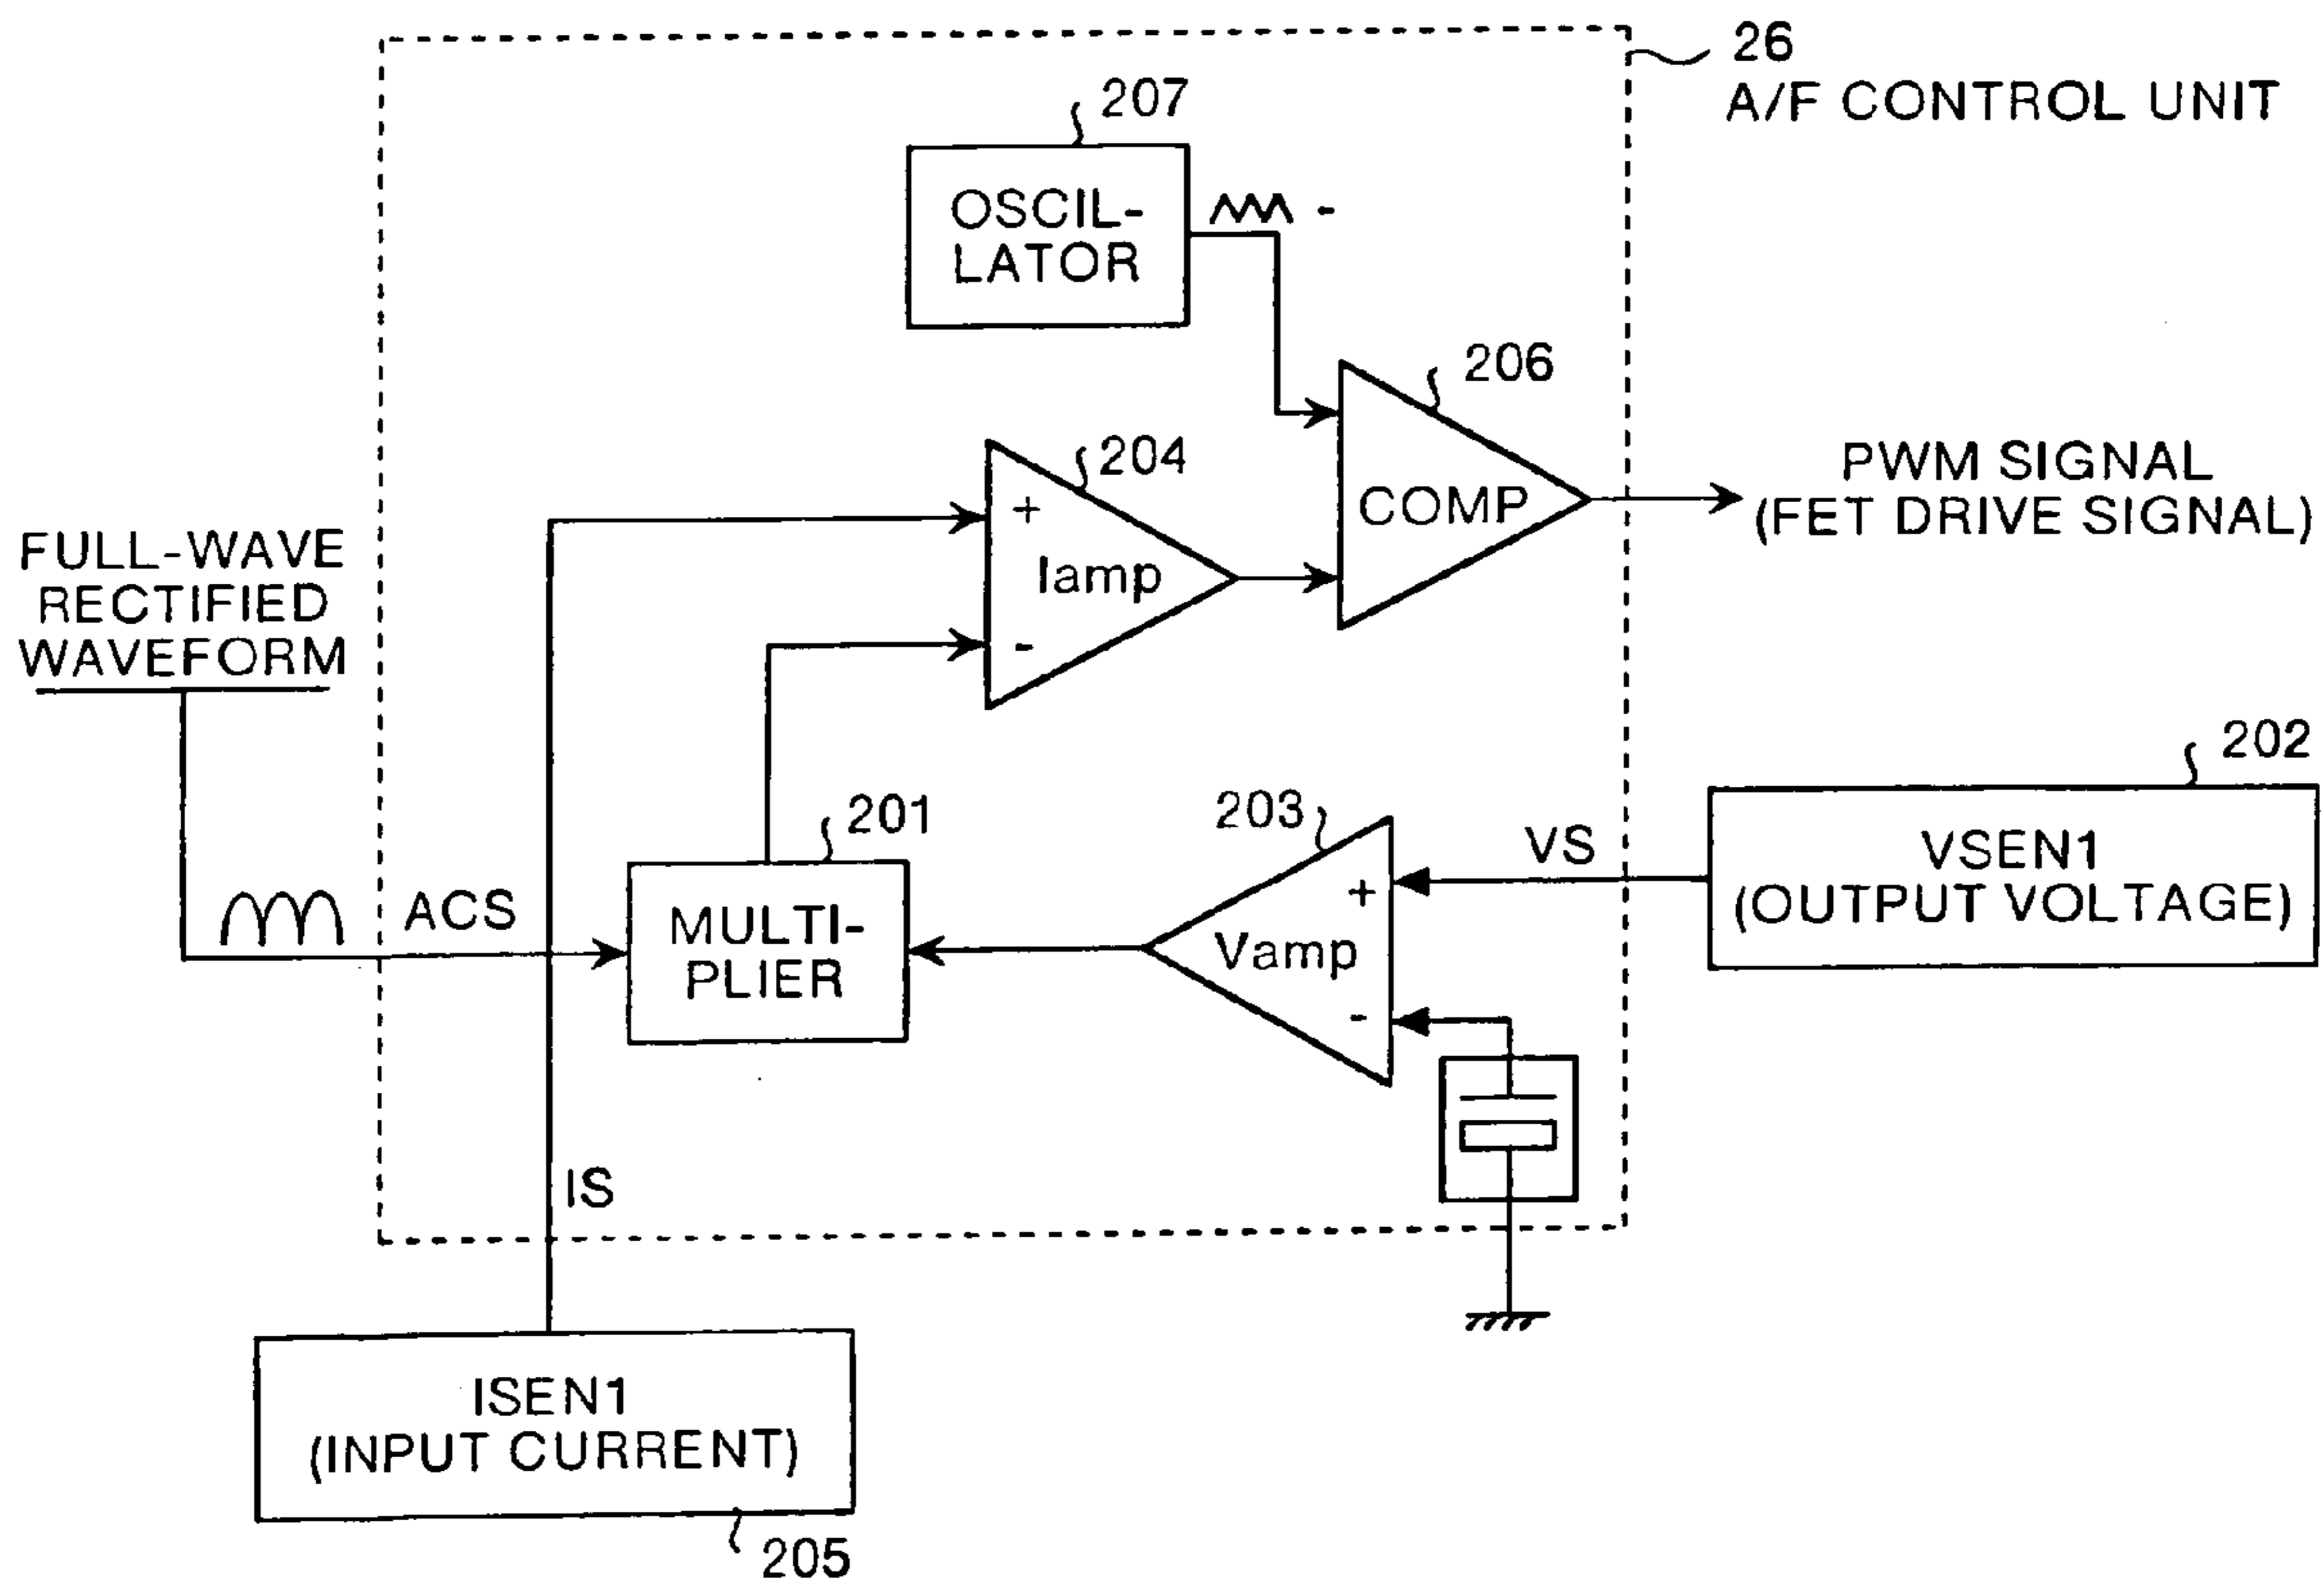 26
A/F CONTROL UNIT
207
OSCIL-
LATOR
-
206
COMP
204
+
Iamp
-
PWM SIGNAL
(FET DRIVE SIGNAL)
FULL-WAVE
RECTIFIED
WAVEFORM
ACS
201
MULTI-
PLIER
203
+
Vamp
-
VS
202
VSEN1
(OUTPUT VOLTAGE)
IS
ISEN1
(INPUT CURRENT)
205